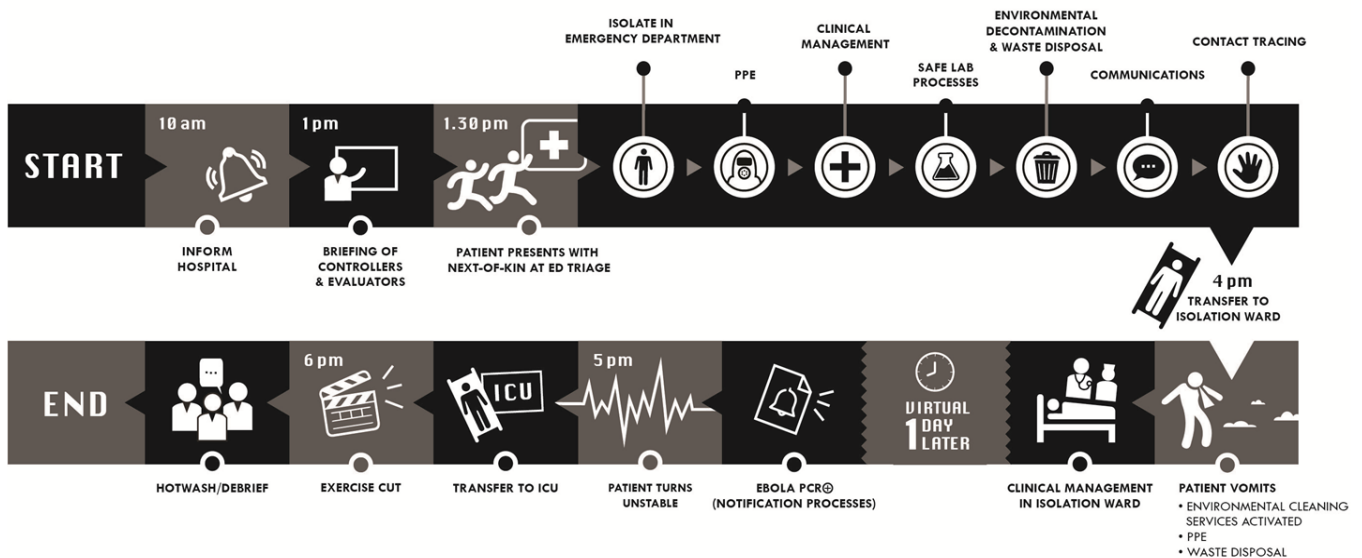 START
10 am
INFORM
HOSPITAL
1 pm
BRIEFING OF
CONTROLLERS
& EVALUATORS
1.30 pm
PATIENT PRESENTS WITH
NEXT-OF-KIN AT ED TRIAGE
ISOLATE IN
EMERGENCY DEPARTMENT
PPE
CLINICAL
MANAGEMENT
SAFE LAB
PROCESSES
ENVIRONMENTAL
DECONTAMINATION
& WASTE DISPOSAL
COMMUNICATIONS
CONTACT TRACING
4 pm
TRANSFER TO
ISOLATION WARD
PATIENT VOMITS
• ENVIRONMENTAL CLEANING
SERVICES ACTIVATED
• PPE
• WASTE DISPOSAL
CLINICAL MANAGEMENT
IN ISOLATION WARD
VIRTUAL
1 DAY
LATER
EBOLA PCR⊕
(NOTIFICATION PROCESSES)
5 pm
PATIENT TURNS
UNSTABLE
ICU
TRANSFER TO ICU
6 pm
EXERCISE CUT
HOTWASH/DEBRIEF
END